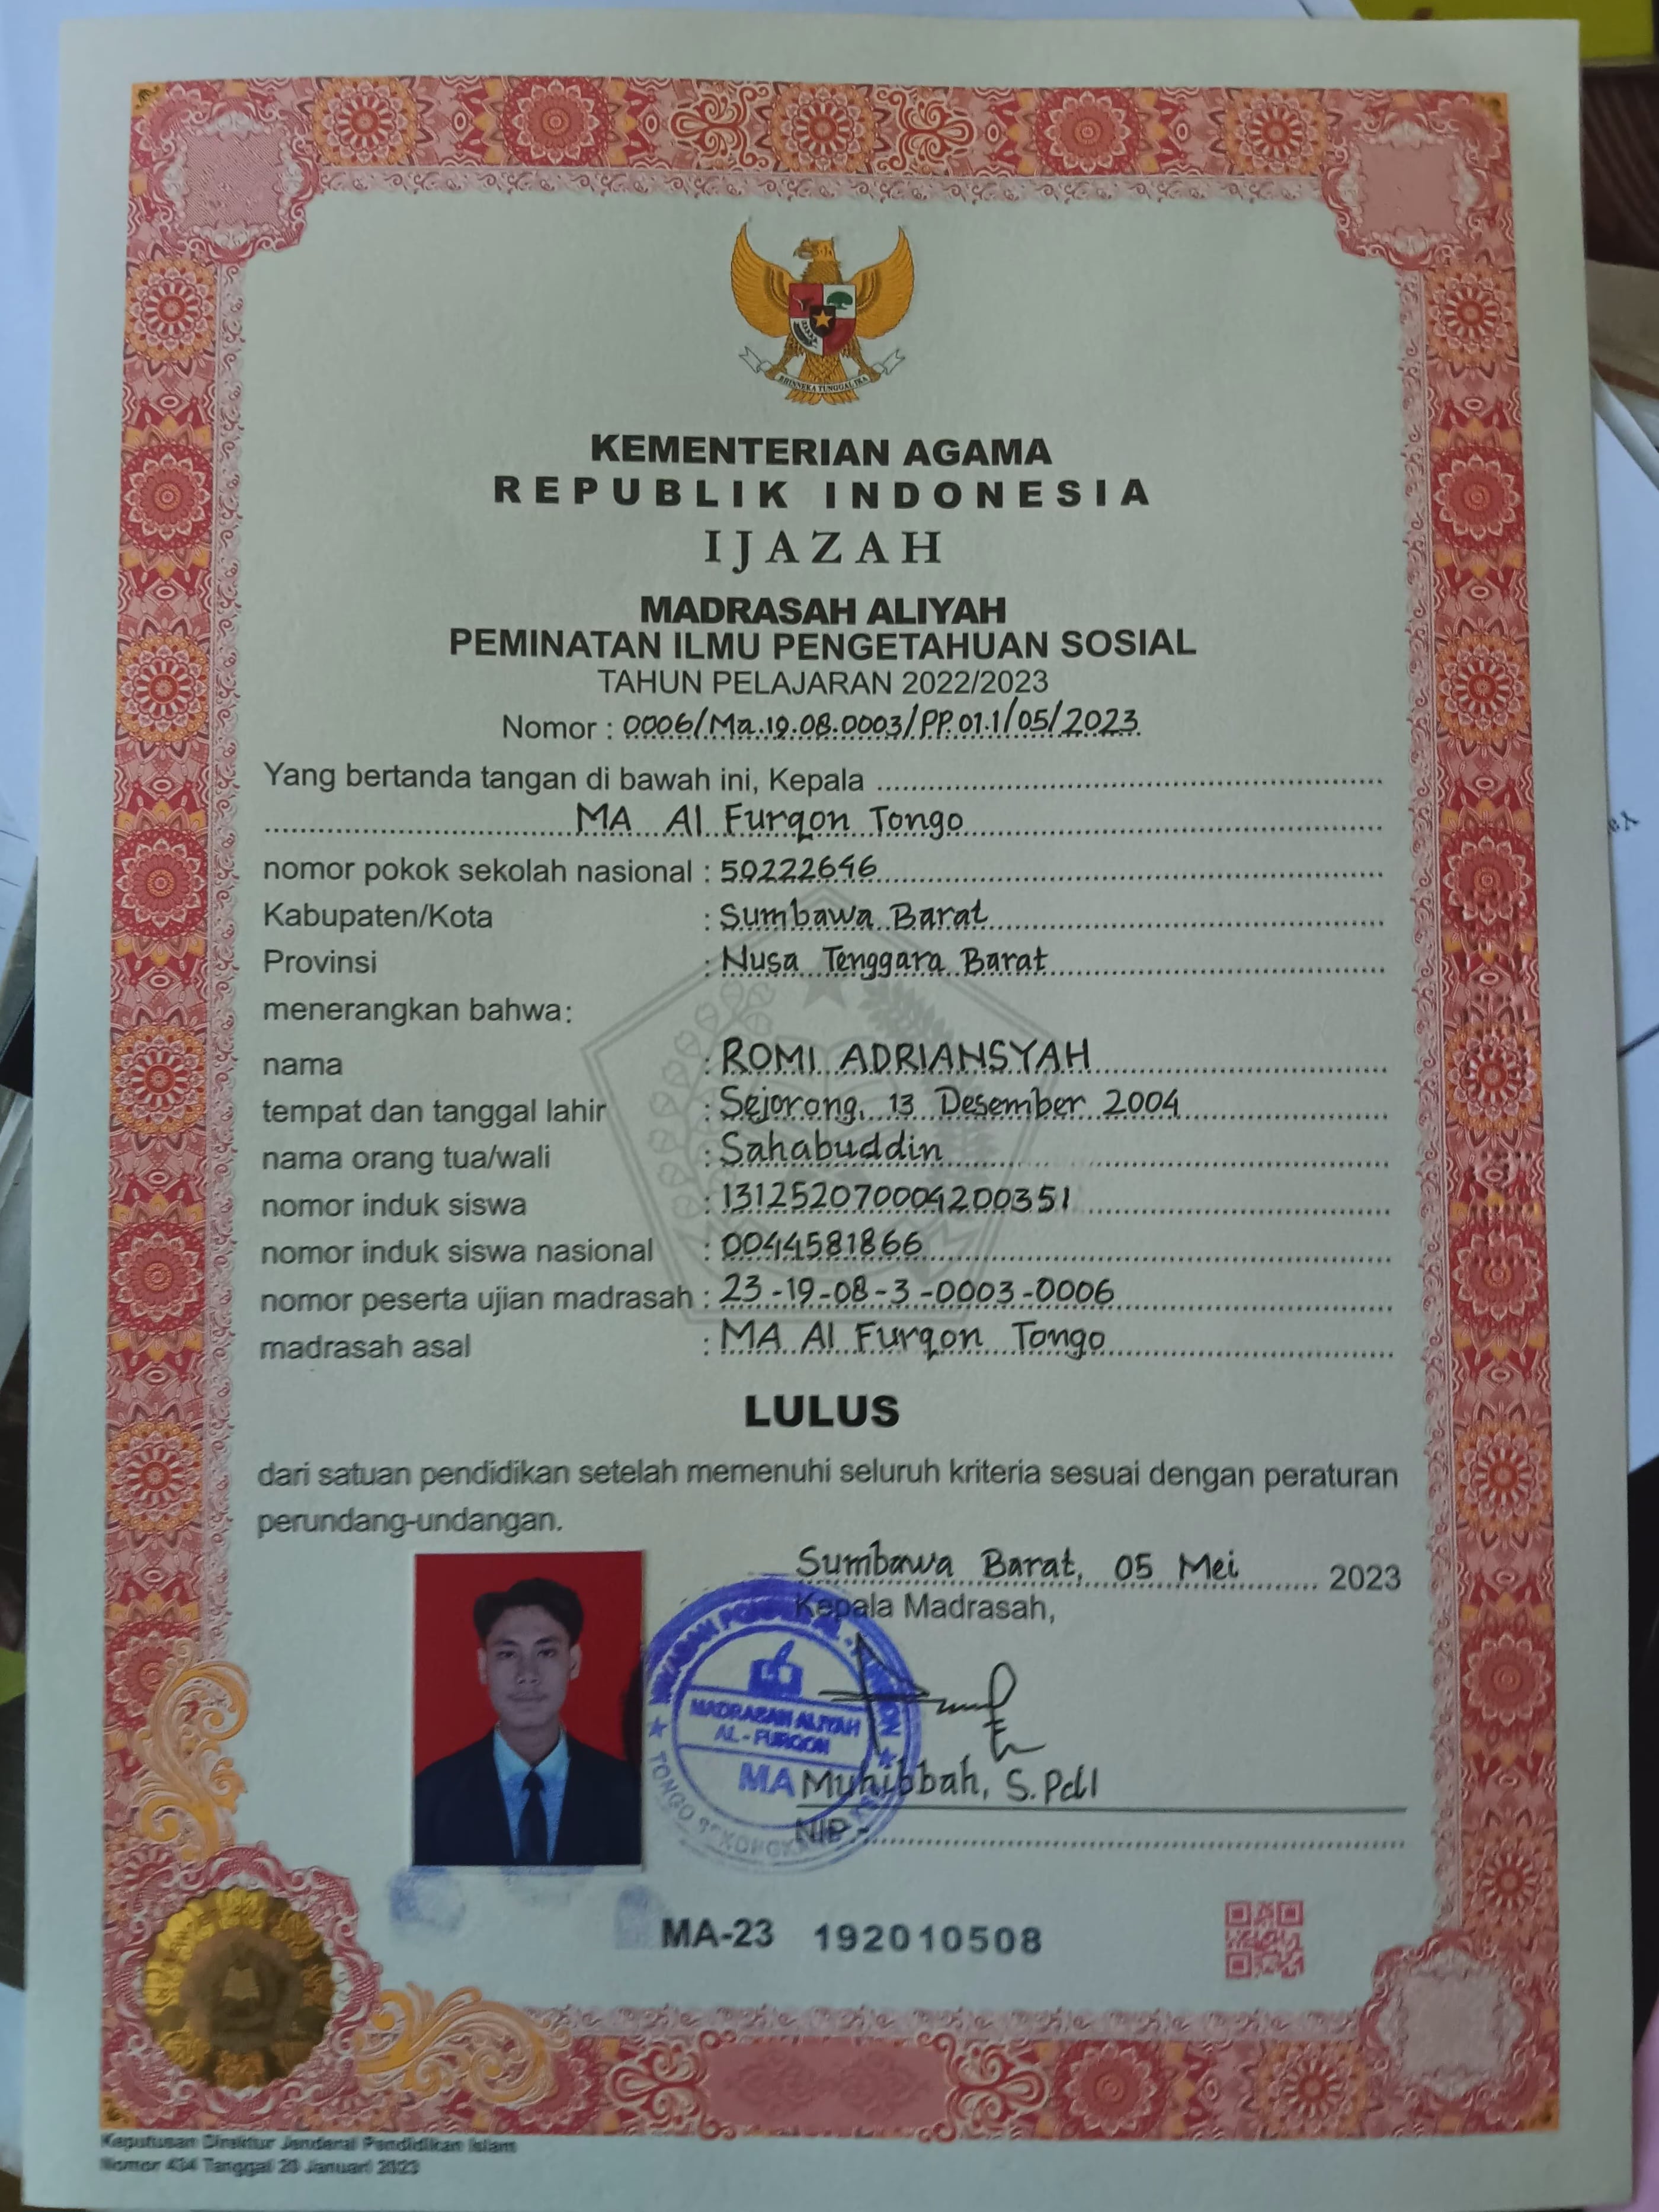 BHINNEKA TUNGGAL IKA
KEMENTERIAN AGAMA
REPUBLIK INDONESIA
IJAZAH
MADRASAH ALIYAH
PEMINATAN ILMU PENGETAHUAN SOSIAL
TAHUN PELAJARAN 2022/2023
Nomor : 0006/Ma.19.08.0003/PP.01.1/05/2023
Yang bertanda tangan di bawah ini, Kepala
MA Al Furqon Tongo
nomor pokok sekolah nasional : 50222646
Kabupaten/Kota : Sumbawa Barat
Provinsi : Nusa Tenggara Barat
menerangkan bahwa:
nama : ROMI ADRIANSYAH
tempat dan tanggal lahir : Sejorong, 13 Desember 2004
nama orang tua/wali : Sahabuddin
nomor induk siswa : 131252070004200351
nomor induk siswa nasional : 0044581866
nomor peserta ujian madrasah : 23-19-08-3-0003-0006
madrasah asal : MA Al Furqon Tongo
LULUS
dari satuan pendidikan setelah memenuhi seluruh kriteria sesuai dengan peraturan
perundang-undangan.
Sumbawa Barat, 05 Mei 2023
Kepala Madrasah,
MADRASAH ALIYAH
AL-FURQON
MA
TONGO
Muhibbah, S.PdI
NIP -
MA-23 192010508
Keputusan Direktur Jenderal Pendidikan Islam
Nomor 434 Tanggal 20 Januari 2023